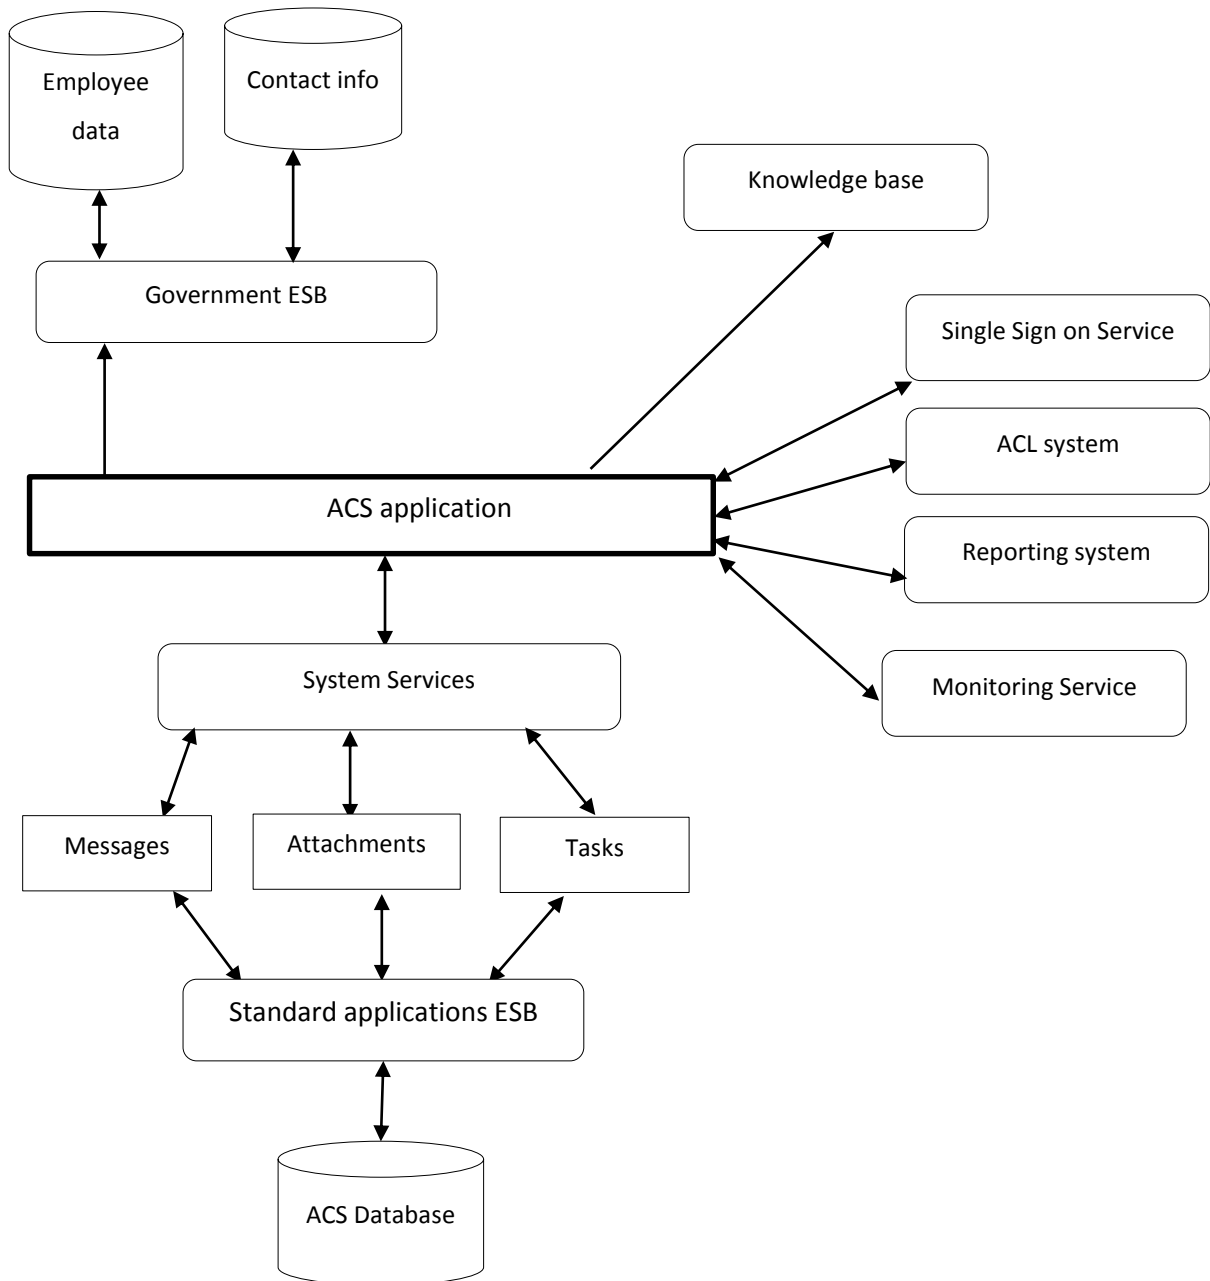 Employee
data
Contact info
Knowledge base
Government ESB
Single Sign on Service
ACL system
ACS application
Reporting system
System Services
Monitoring Service
Messages
Attachments
Tasks
Standard applications ESB
ACS Database